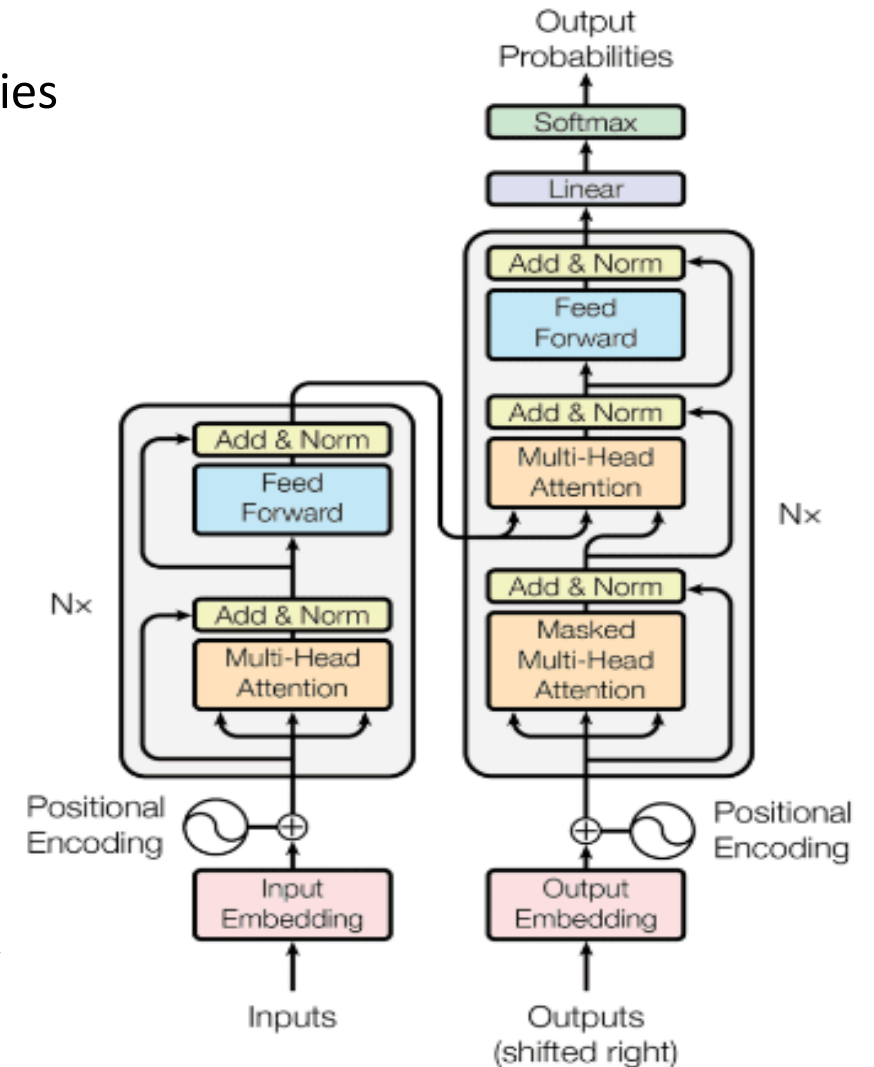 ies
Output
Probabilities
Softmax
Linear
Add & Norm
Feed
Forward
Add & Norm
Multi-Head
Attention
Nx
Add & Norm
Masked
Multi-Head
Attention
Add & Norm
Feed
Forward
Nx
Add & Norm
Multi-Head
Attention
Positional
Encoding
Positional
Encoding
Input
Embedding
Output
Embedding
Inputs
Outputs
(shifted right)